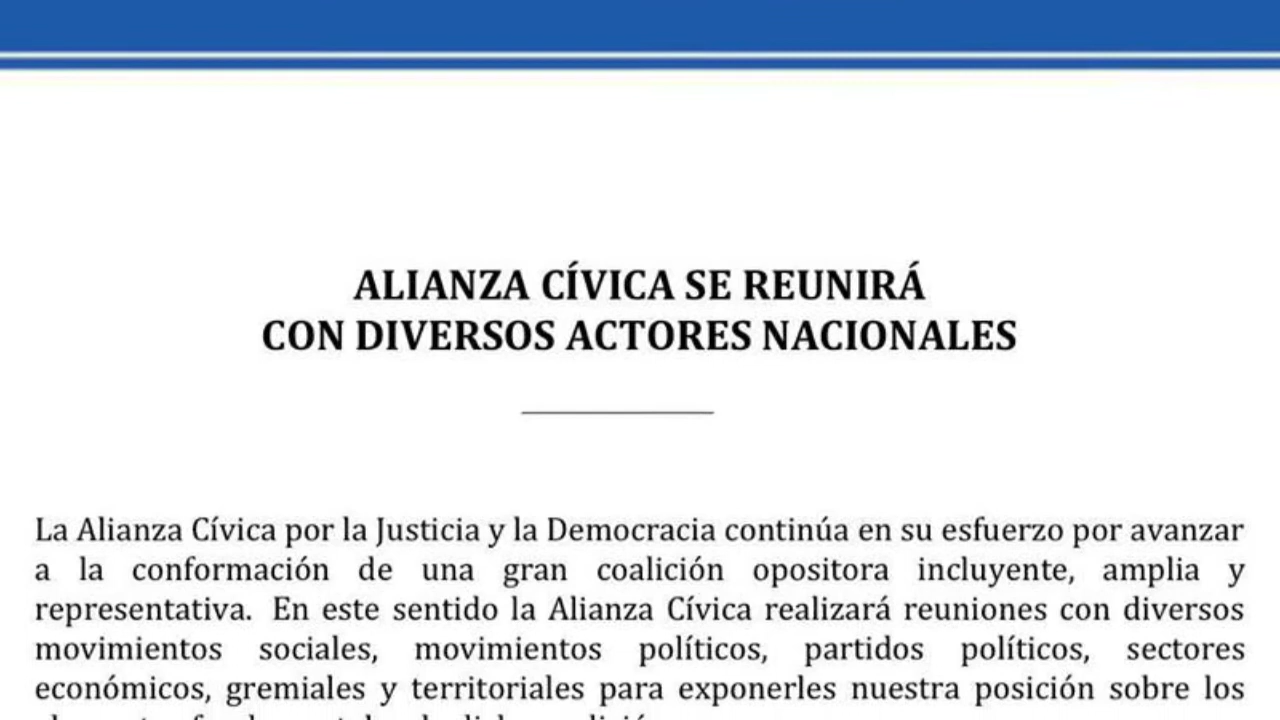 ALIANZA CÍVICA SE REUNIRÁ
CON DIVERSOS ACTORES NACIONALES
La Alianza Cívica por la Justicia y la Democracia continúa en su esfuerzo por avanzar
a la conformación de una gran coalición opositora incluyente, amplia y
representativa. En este sentido la Alianza Cívica realizará reuniones con diversos
movimientos sociales, movimientos políticos, partidos políticos, sectores
económicos, gremiales y territoriales para exponerles nuestra posición sobre los